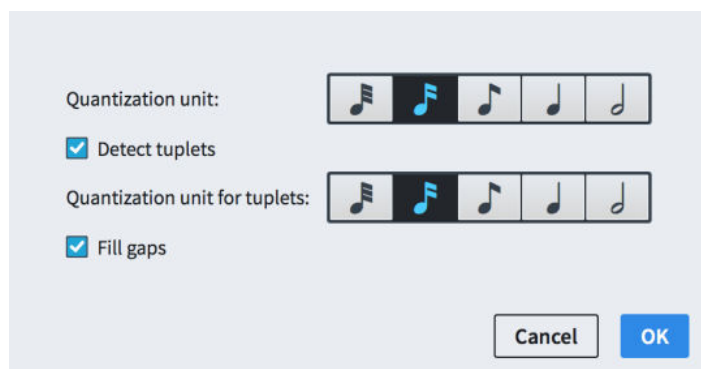 Quantization unit:
Detect tuplets
Quantization unit for tuplets:
Fill gaps
Cancel OK